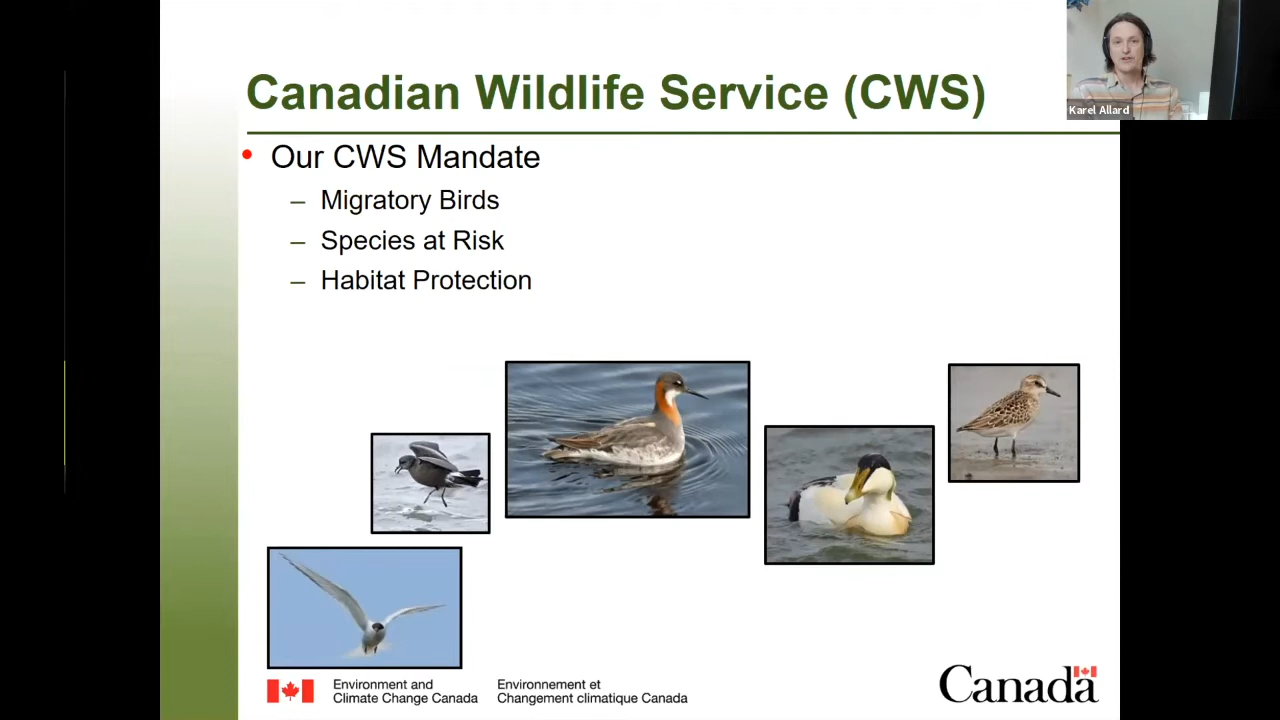 Canadian Wildlife Service (CWS)
Karel Allard
• Our CWS Mandate
– Migratory Birds
– Species at Risk
– Habitat Protection
Environment and
Climate Change Canada
Environnement et
Changement climatique Canada
Canada